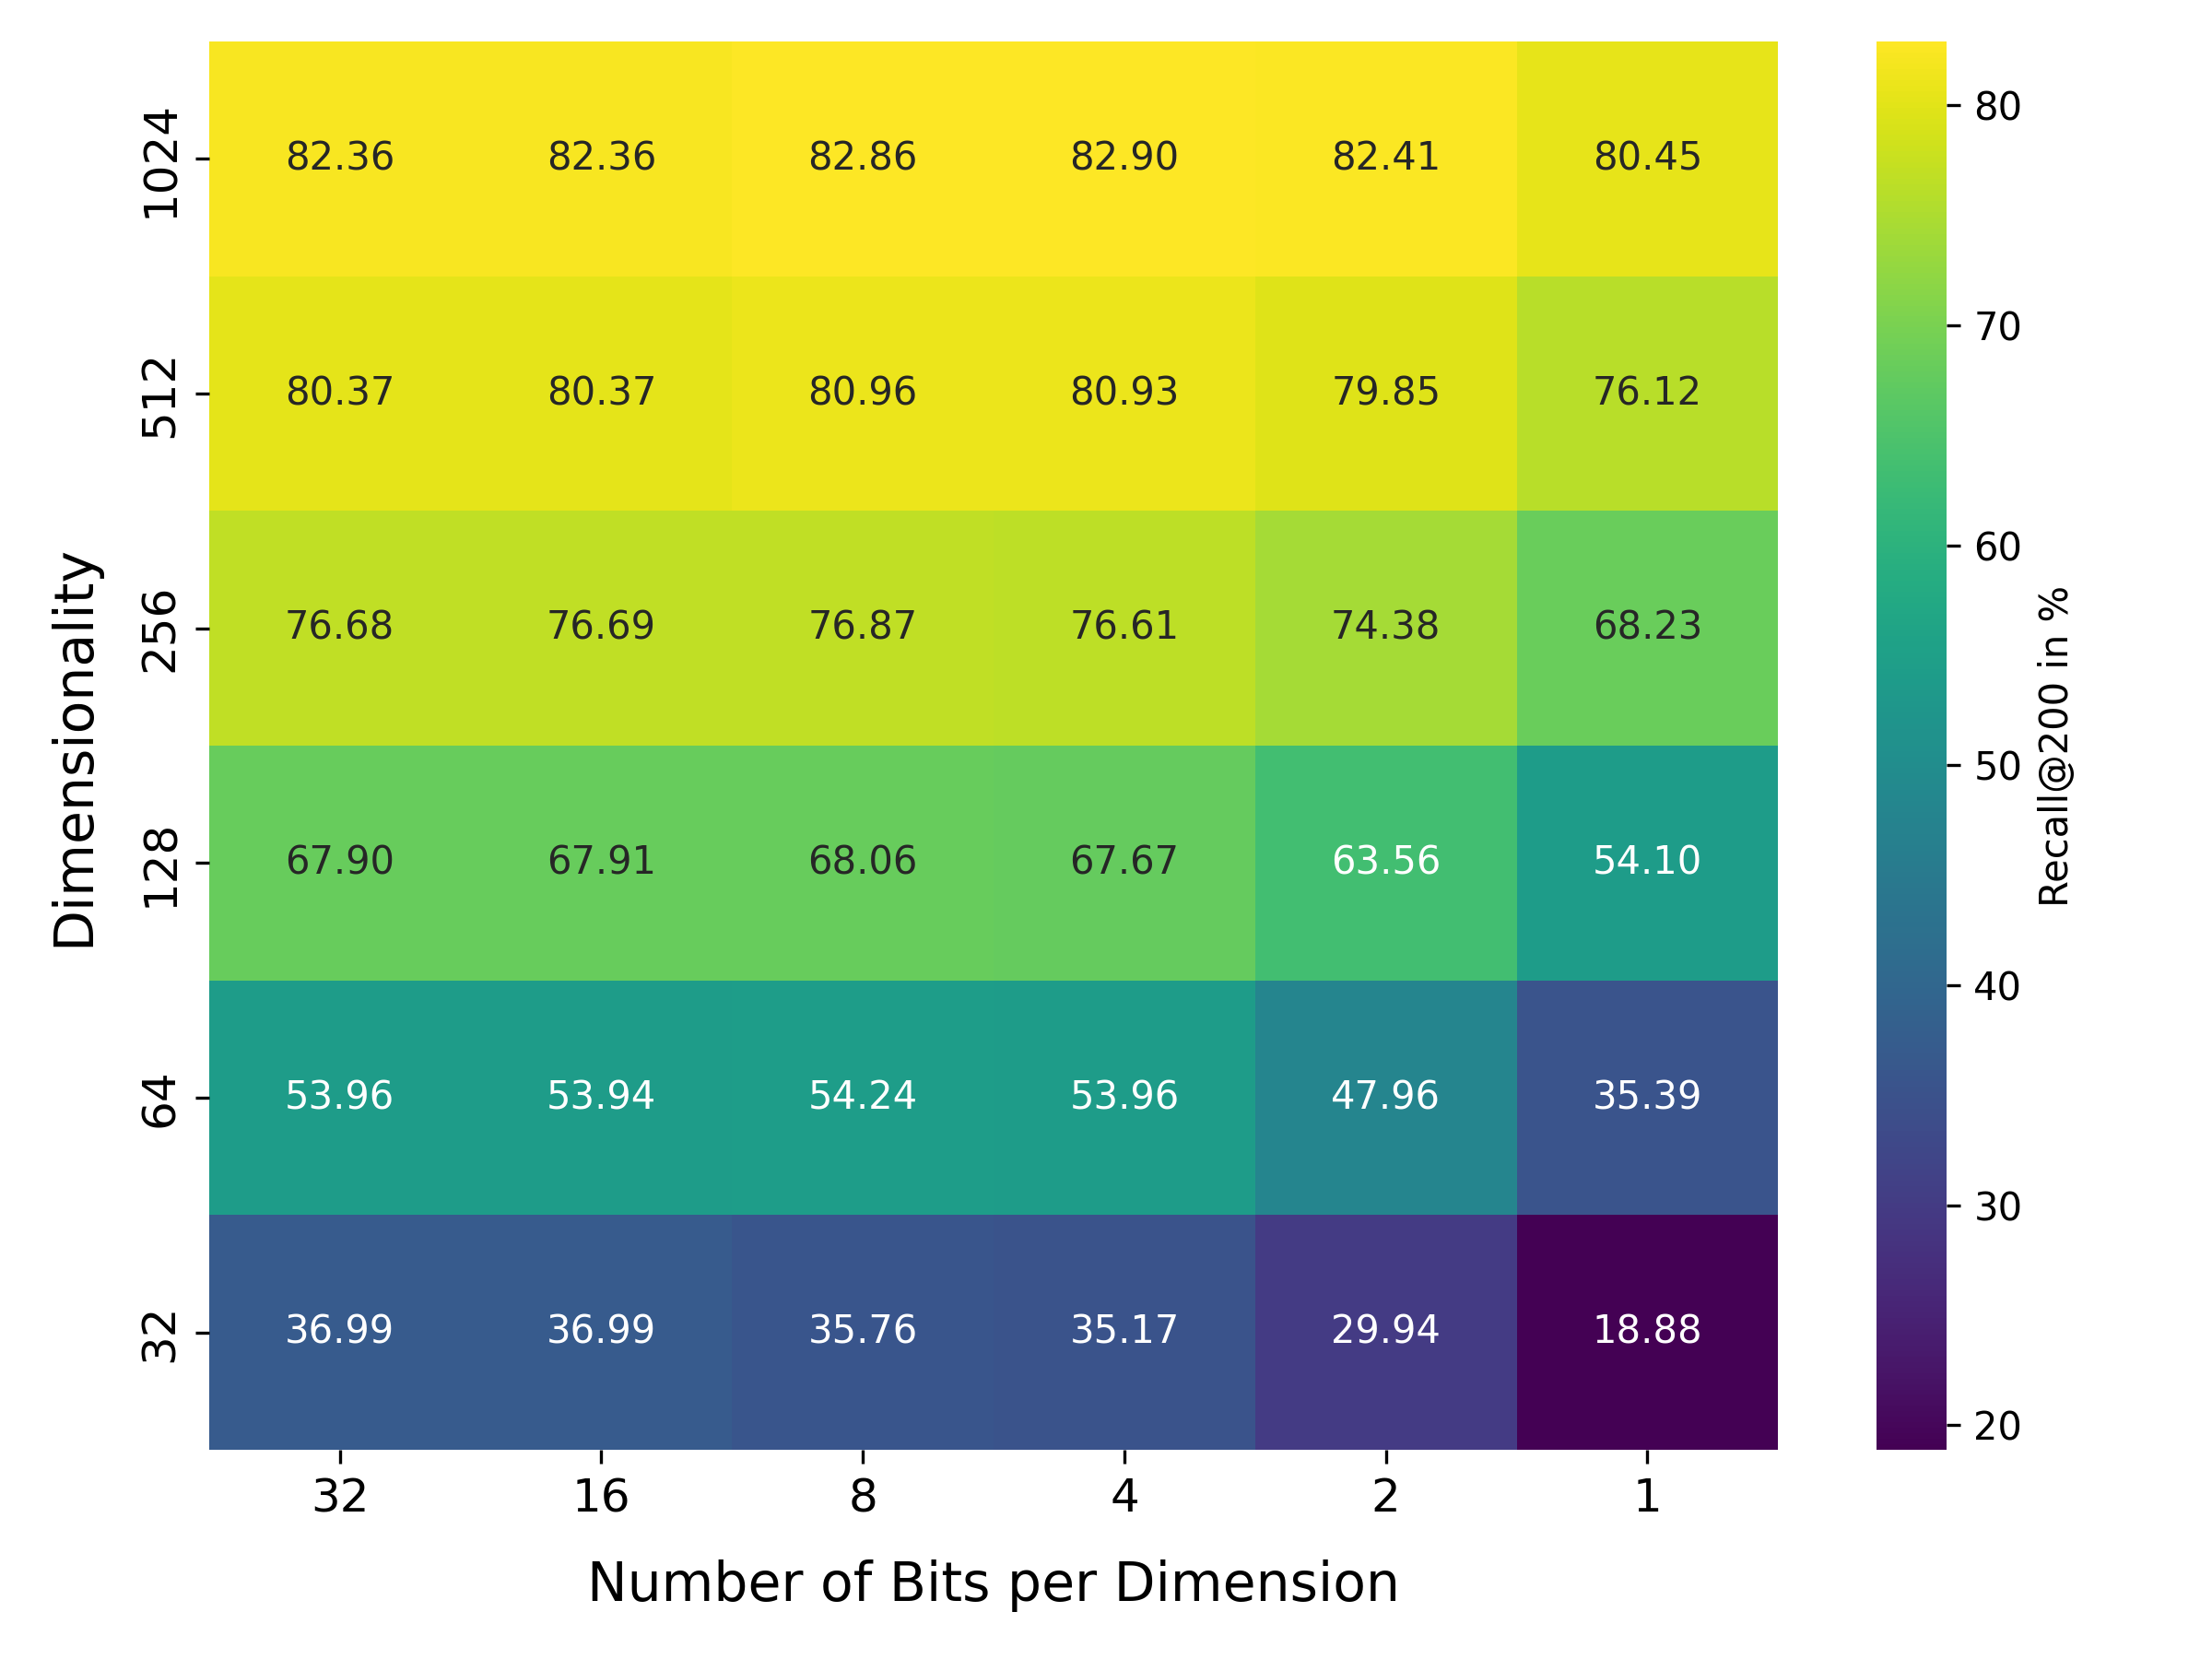 Dimensionality
1024
82.36 82.36 82.86 82.90 82.41 80.45
512
80.37 80.37 80.96 80.93 79.85 76.12
256
76.68 76.69 76.87 76.61 74.38 68.23
128
67.90 67.91 68.06 67.67 63.56 54.10
64
53.96 53.94 54.24 53.96 47.96 35.39
32
36.99 36.99 35.76 35.17 29.94 18.88
32 16 8 4 2 1
Number of Bits per Dimension
80
70
60
50
40
30
20
Recall@200 in %